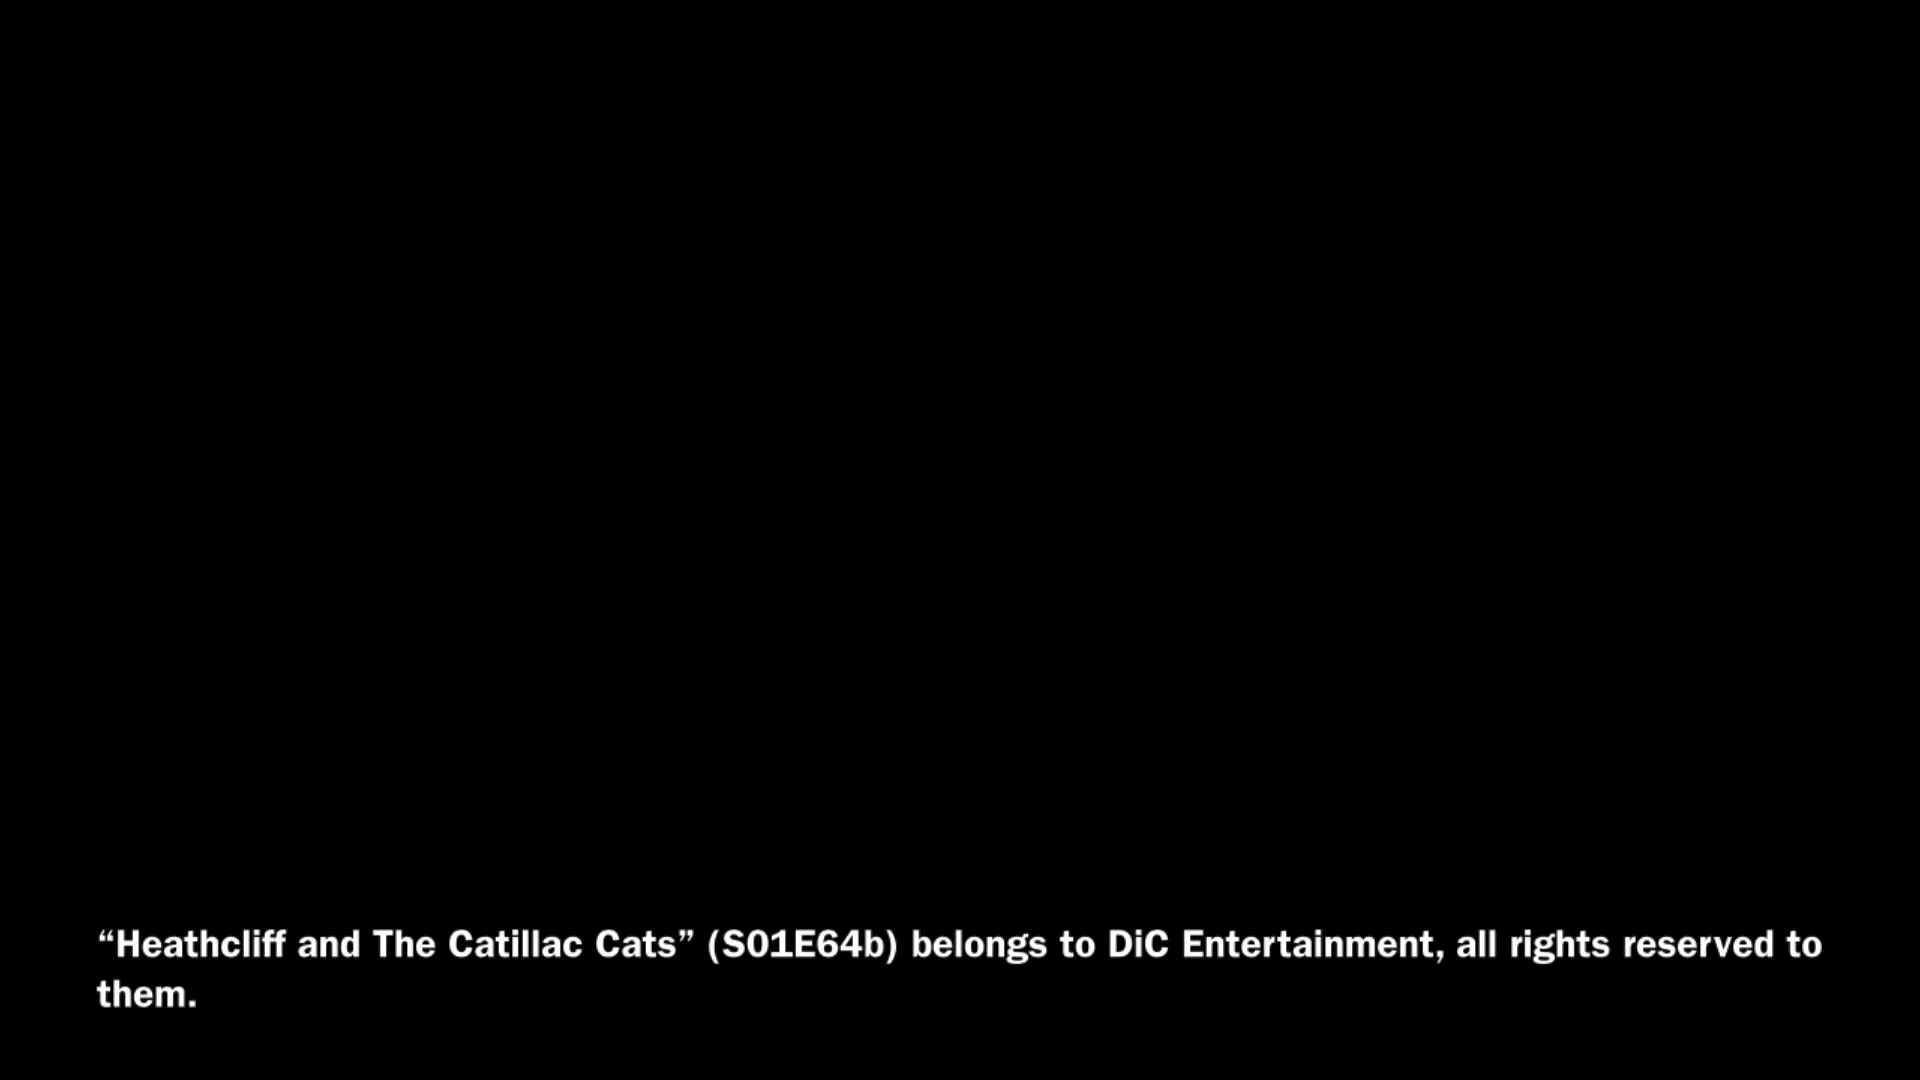 “Heathcliff and The Catillac Cats” (S01E64b) belongs to DiC Entertainment, all rights reserved to
them.